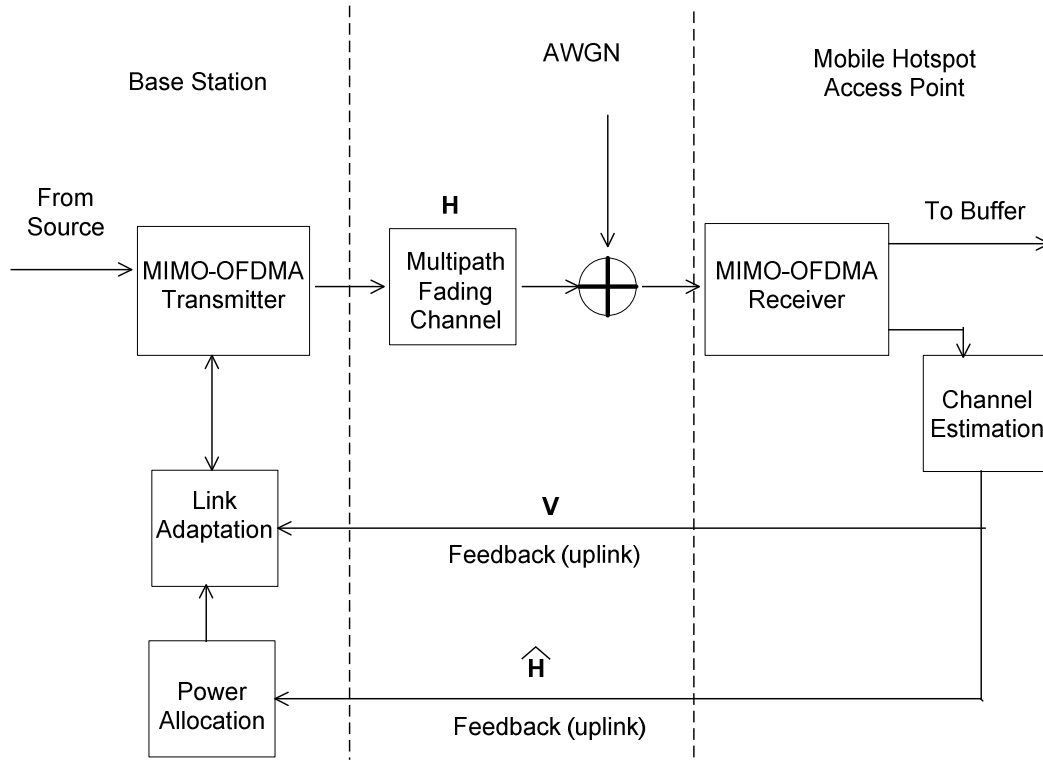 Base Station
AWGN
Mobile Hotspot
Access Point
From
Source
H
To Buffer
MIMO-OFDMA
Transmitter
Multipath
Fading
Channel
MIMO-OFDMA
Receiver
Channel
Estimation
Link
Adaptation
V
Feedback (uplink)
Ĥ
Power
Allocation
Feedback (uplink)